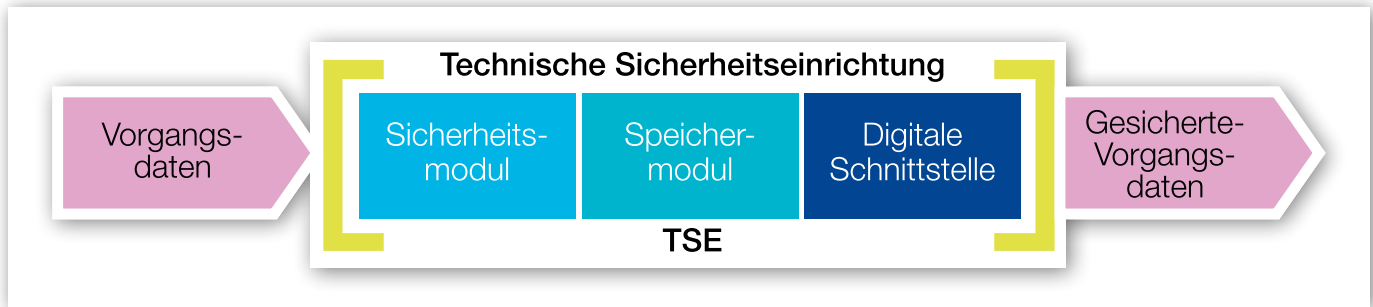 Technische Sicherheitseinrichtung
Vorgangs-
daten
Sicherheits-
modul
Speicher-
modul
Digitale
Schnittstelle
Gesicherte-
Vorgangs-
daten
TSE